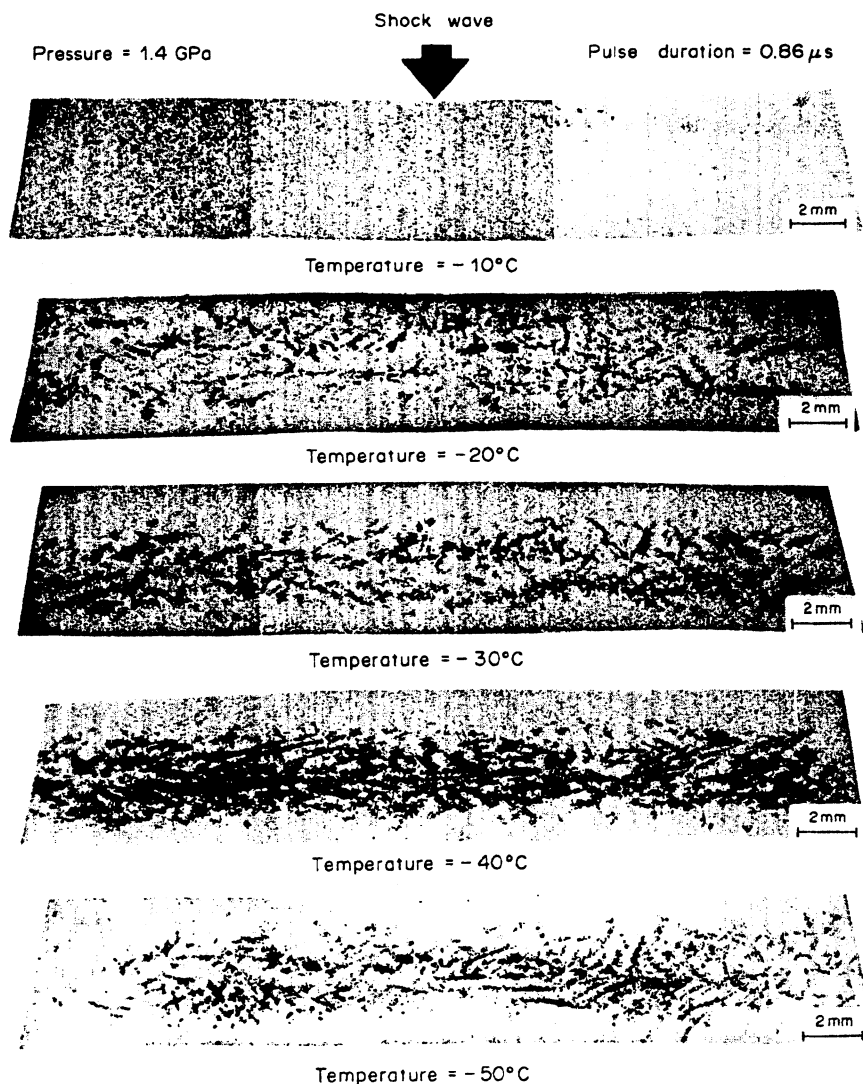 Shock wave
Pressure = 1.4 GPa
Pulse duration = 0.86 μs
2 mm
Temperature = - 10°C
2 mm
Temperature = -20°C
2 mm
Temperature = - 30°C
2 mm
Temperature = - 40°C
2 mm
Temperature = - 50°C